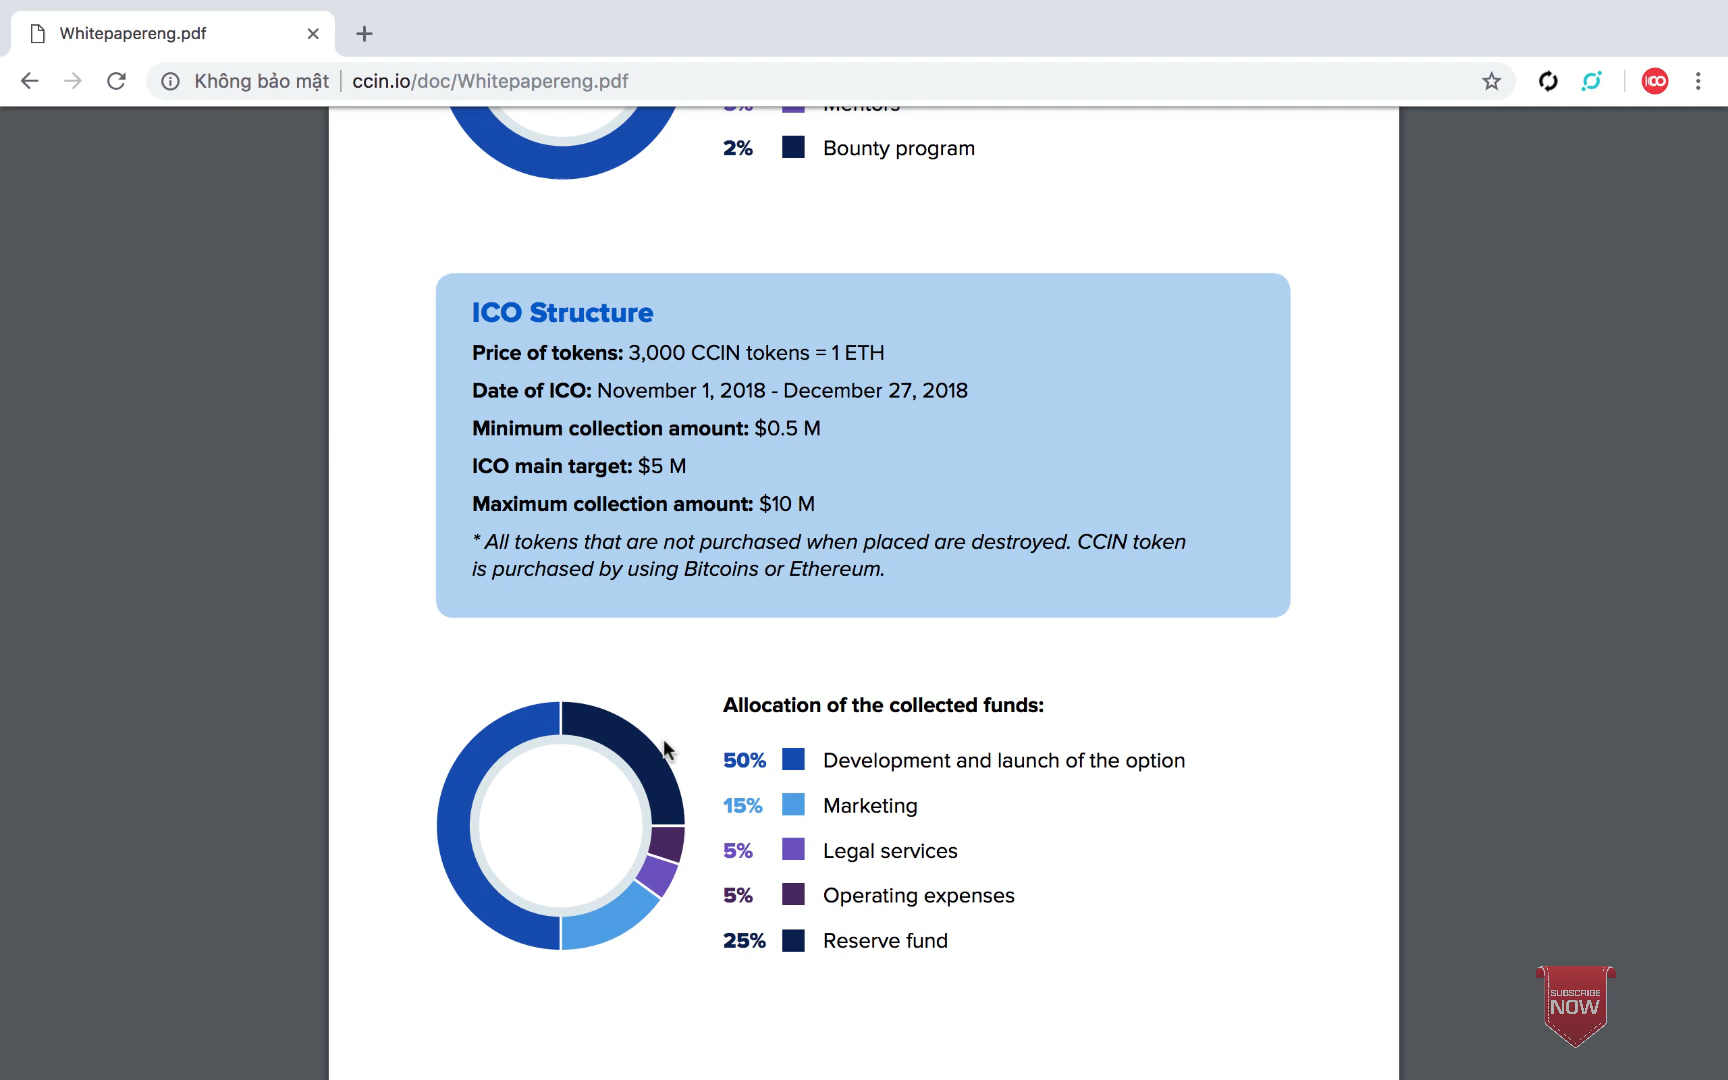 Whitepapereng.pdf
Không bảo mật
ccin.io/doc/Whitepapereng.pdf
Mentors
2% Bounty program
ICO Structure
Price of tokens: 3,000 CCIN tokens = 1 ETH
Date of ICO: November 1, 2018 - December 27, 2018
Minimum collection amount: $0.5 M
ICO main target: $5 M
Maximum collection amount: $10 M
* All tokens that are not purchased when placed are destroyed. CCIN token
is purchased by using Bitcoins or Ethereum.
Allocation of the collected funds:
50% Development and launch of the option
15% Marketing
5% Legal services
5% Operating expenses
25% Reserve fund
SUBSCRIBE
NOW